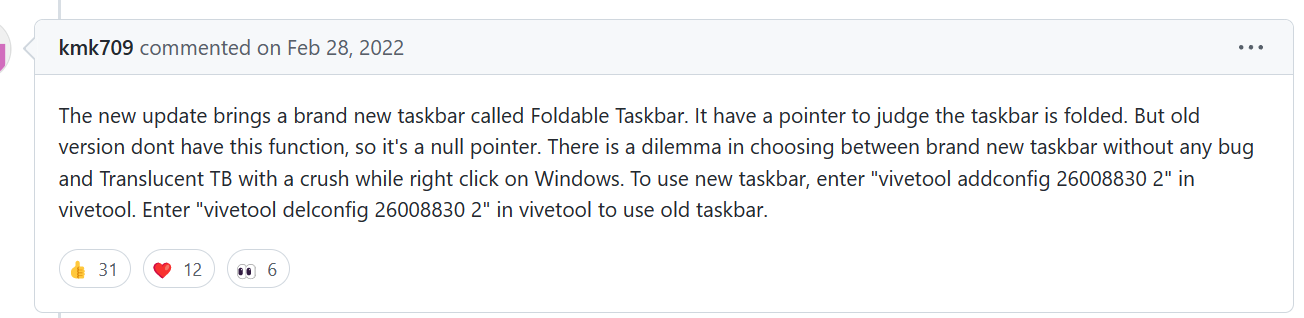 kmk709 commented on Feb 28, 2022
The new update brings a brand new taskbar called Foldable Taskbar. It have a pointer to judge the taskbar is folded. But old
version dont have this function, so it's a null pointer. There is a dilemma in choosing between brand new taskbar without any bug
and Translucent TB with a crush while right click on Windows. To use new taskbar, enter "vivetool addconfig 26008830 2" in
vivetool. Enter "vivetool delconfig 26008830 2" in vivetool to use old taskbar.
👍 31 ❤️ 12 👀 6